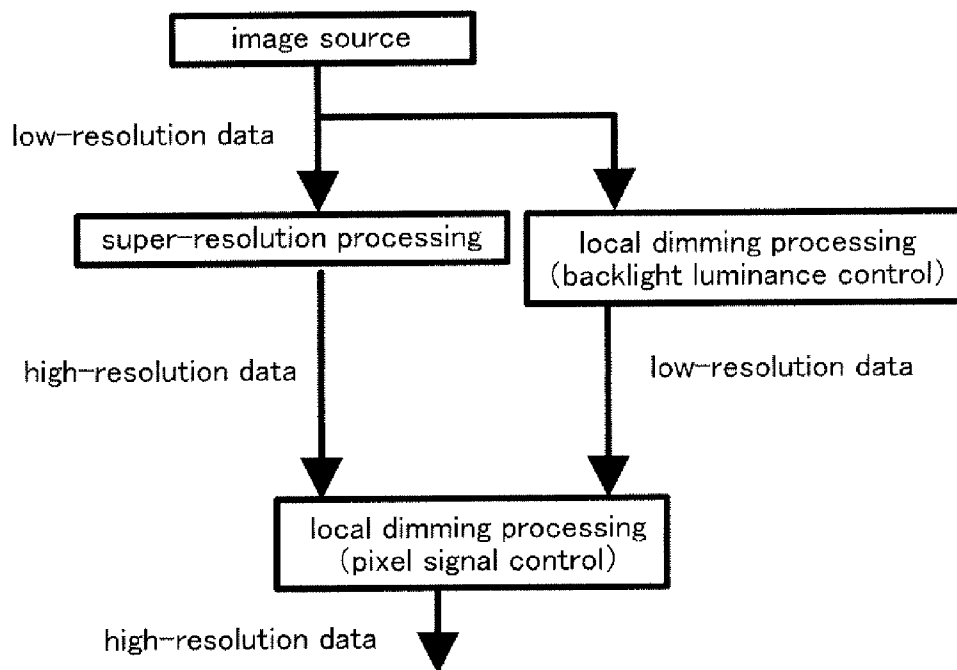 image source
low-resolution data
super-resolution processing
local dimming processing
(backlight luminance control)
high-resolution data
low-resolution data
local dimming processing
(pixel signal control)
high-resolution data